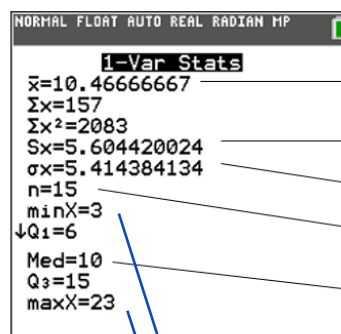 NORMAL FLOAT AUTO REAL RADIAN MP
1-Var Stats
x̄=10.46666667
Σx=157
Σx²=2083
Sx=5.604420024
σx=5.414384134
n=15
minX=3
↓Q₁=6
Med=10
Q₃=15
maxX=23